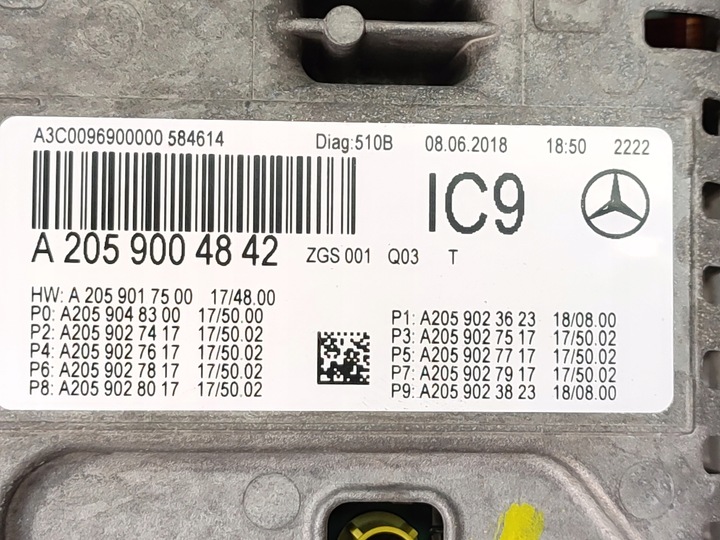 A3C0096900000 584614 Diag:510B 08.06.2018 18:50 2222
IC9
A 205 900 48 42 ZGS 001 Q03 T
HW: A 205 901 75 00 17/48.00
P0: A205 904 83 00 17/50.00
P2: A205 902 74 17 17/50.02
P4: A205 902 76 17 17/50.02
P6: A205 902 78 17 17/50.02
P8: A205 902 80 17 17/50.02
P1: A205 902 36 23 18/08.00
P3: A205 902 75 17 17/50.02
P5: A205 902 77 17 17/50.02
P7: A205 902 79 17 17/50.02
P9: A205 902 38 23 18/08.00